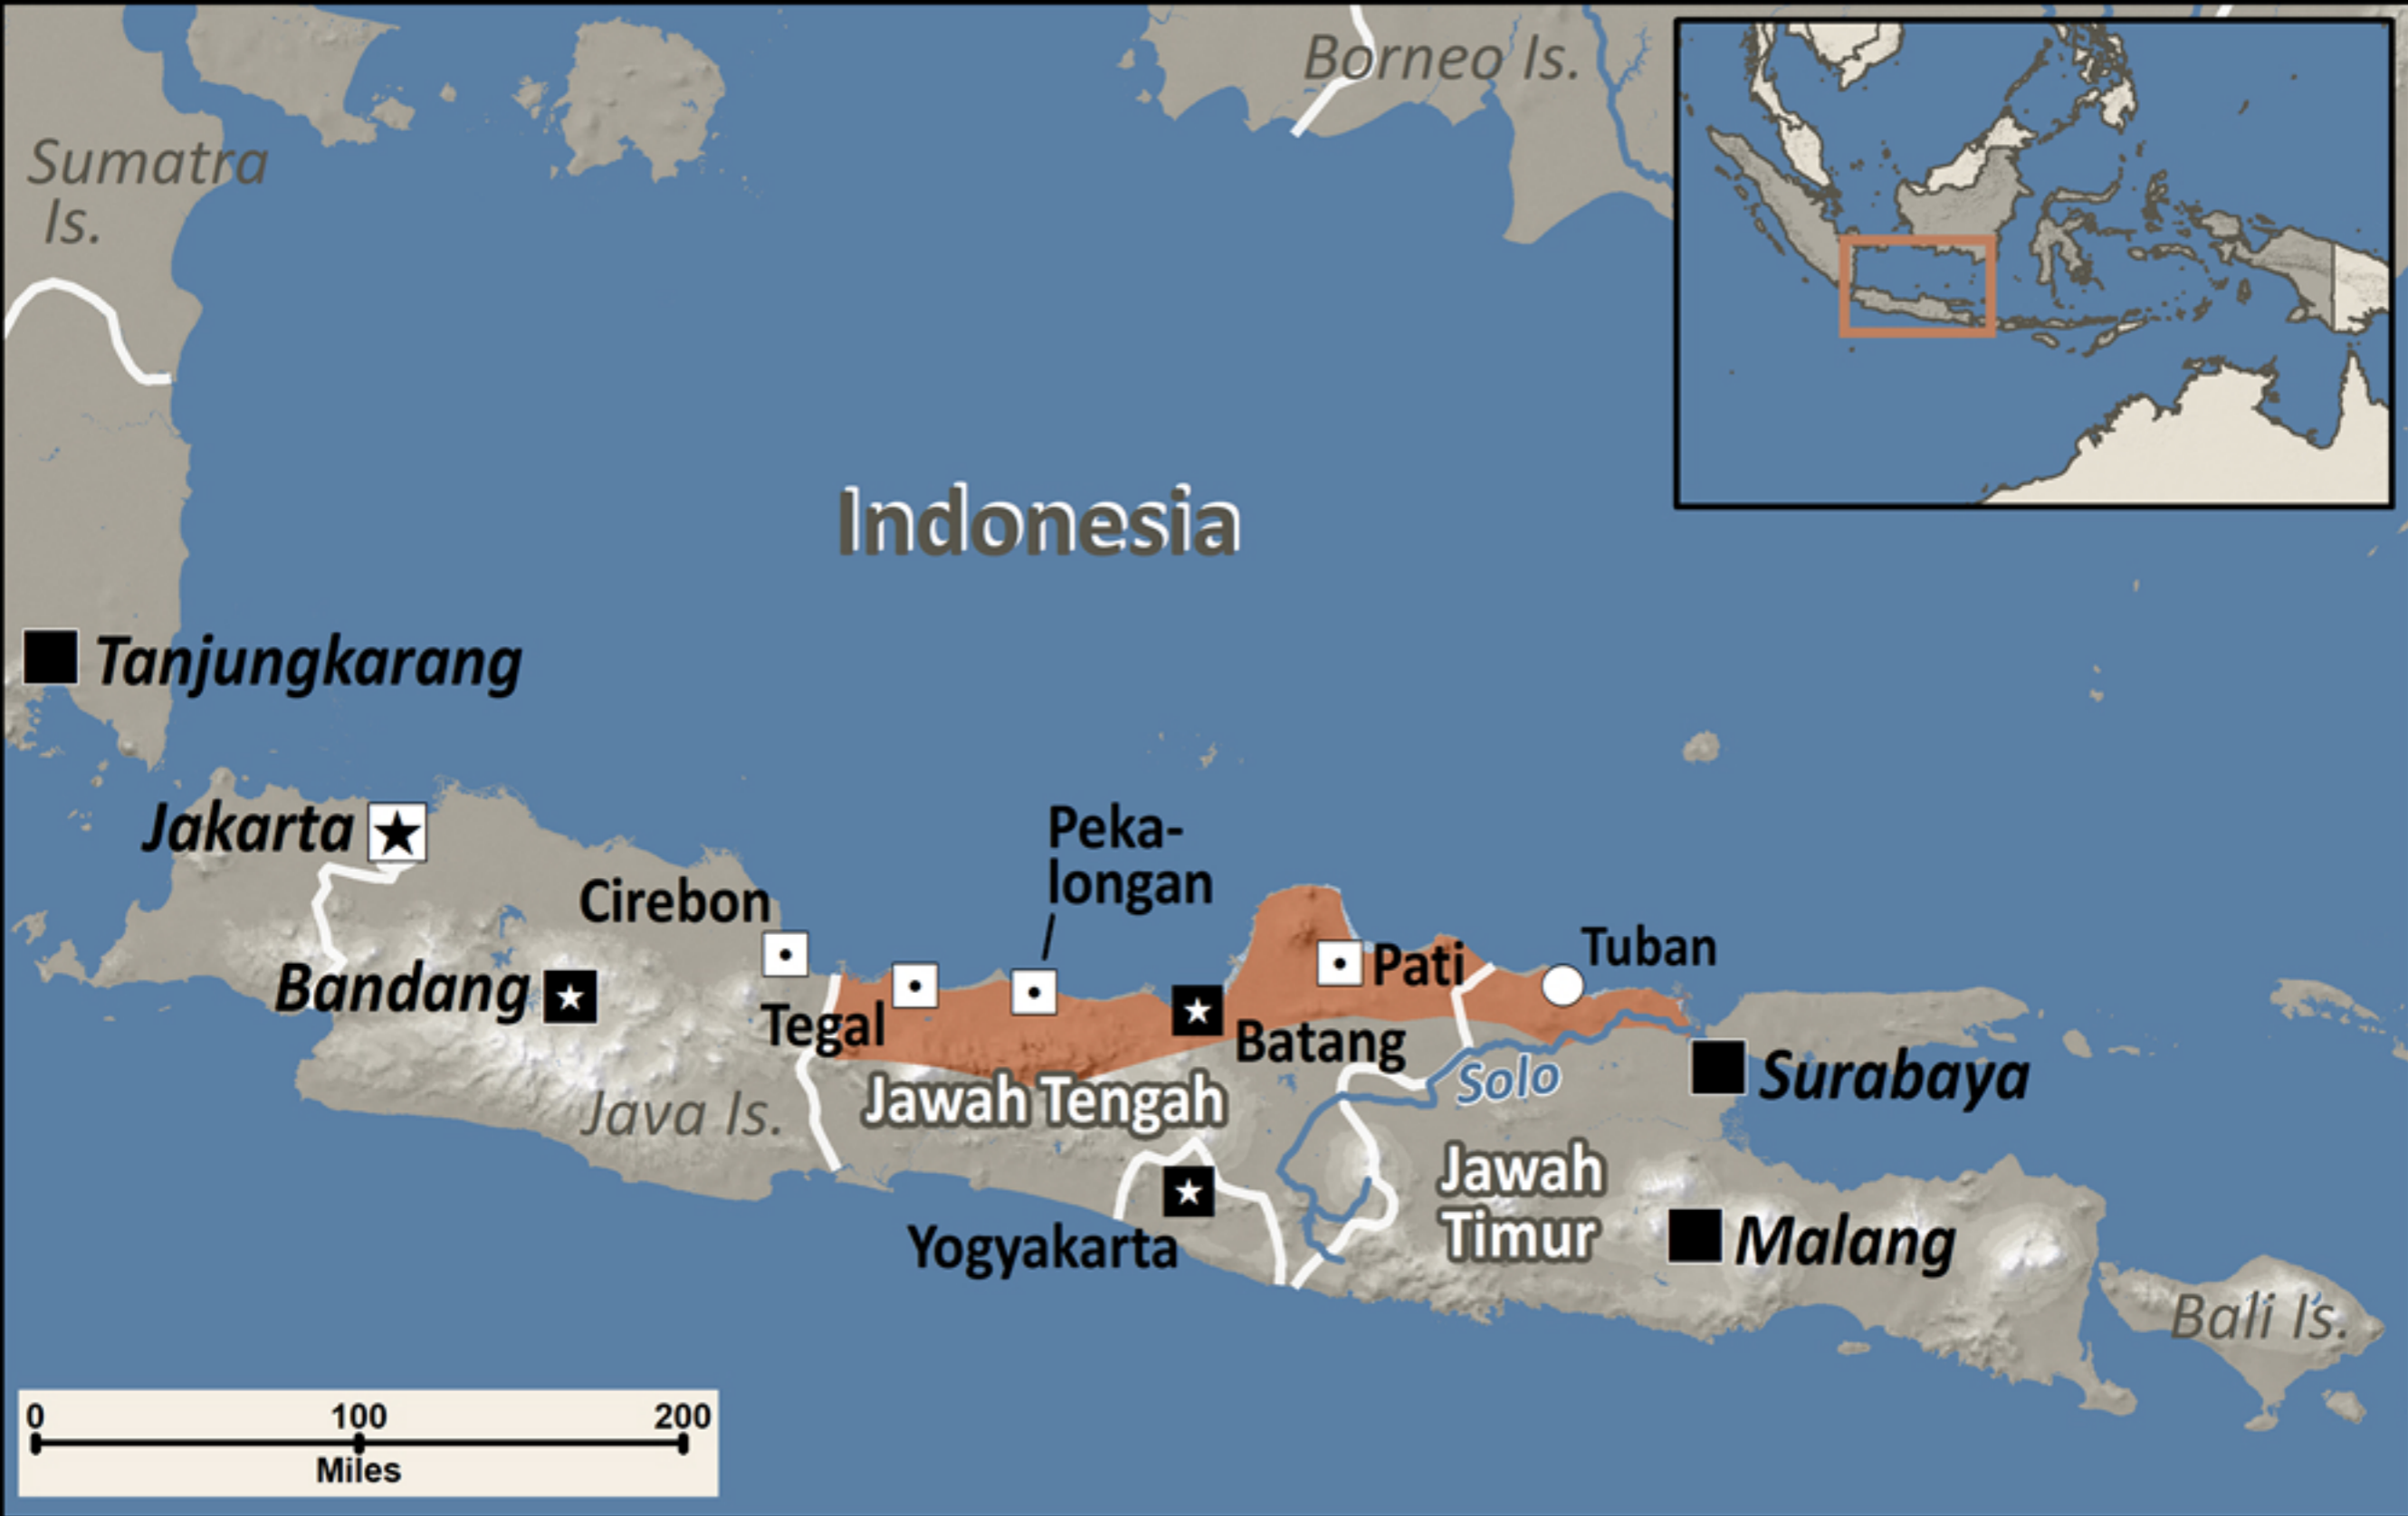 Borneo Is.
Sumatra
Is.
Indonesia
Tanjungkarang
Jakarta
Peka-
longan
Cirebon
Tuban
Pati
Bandang
Tegal
Batang
Solo
Surabaya
Java Is.
Jawah Tengah
Jawah
Timur
Yogyakarta
Malang
Bali Is.
0 100 200
Miles